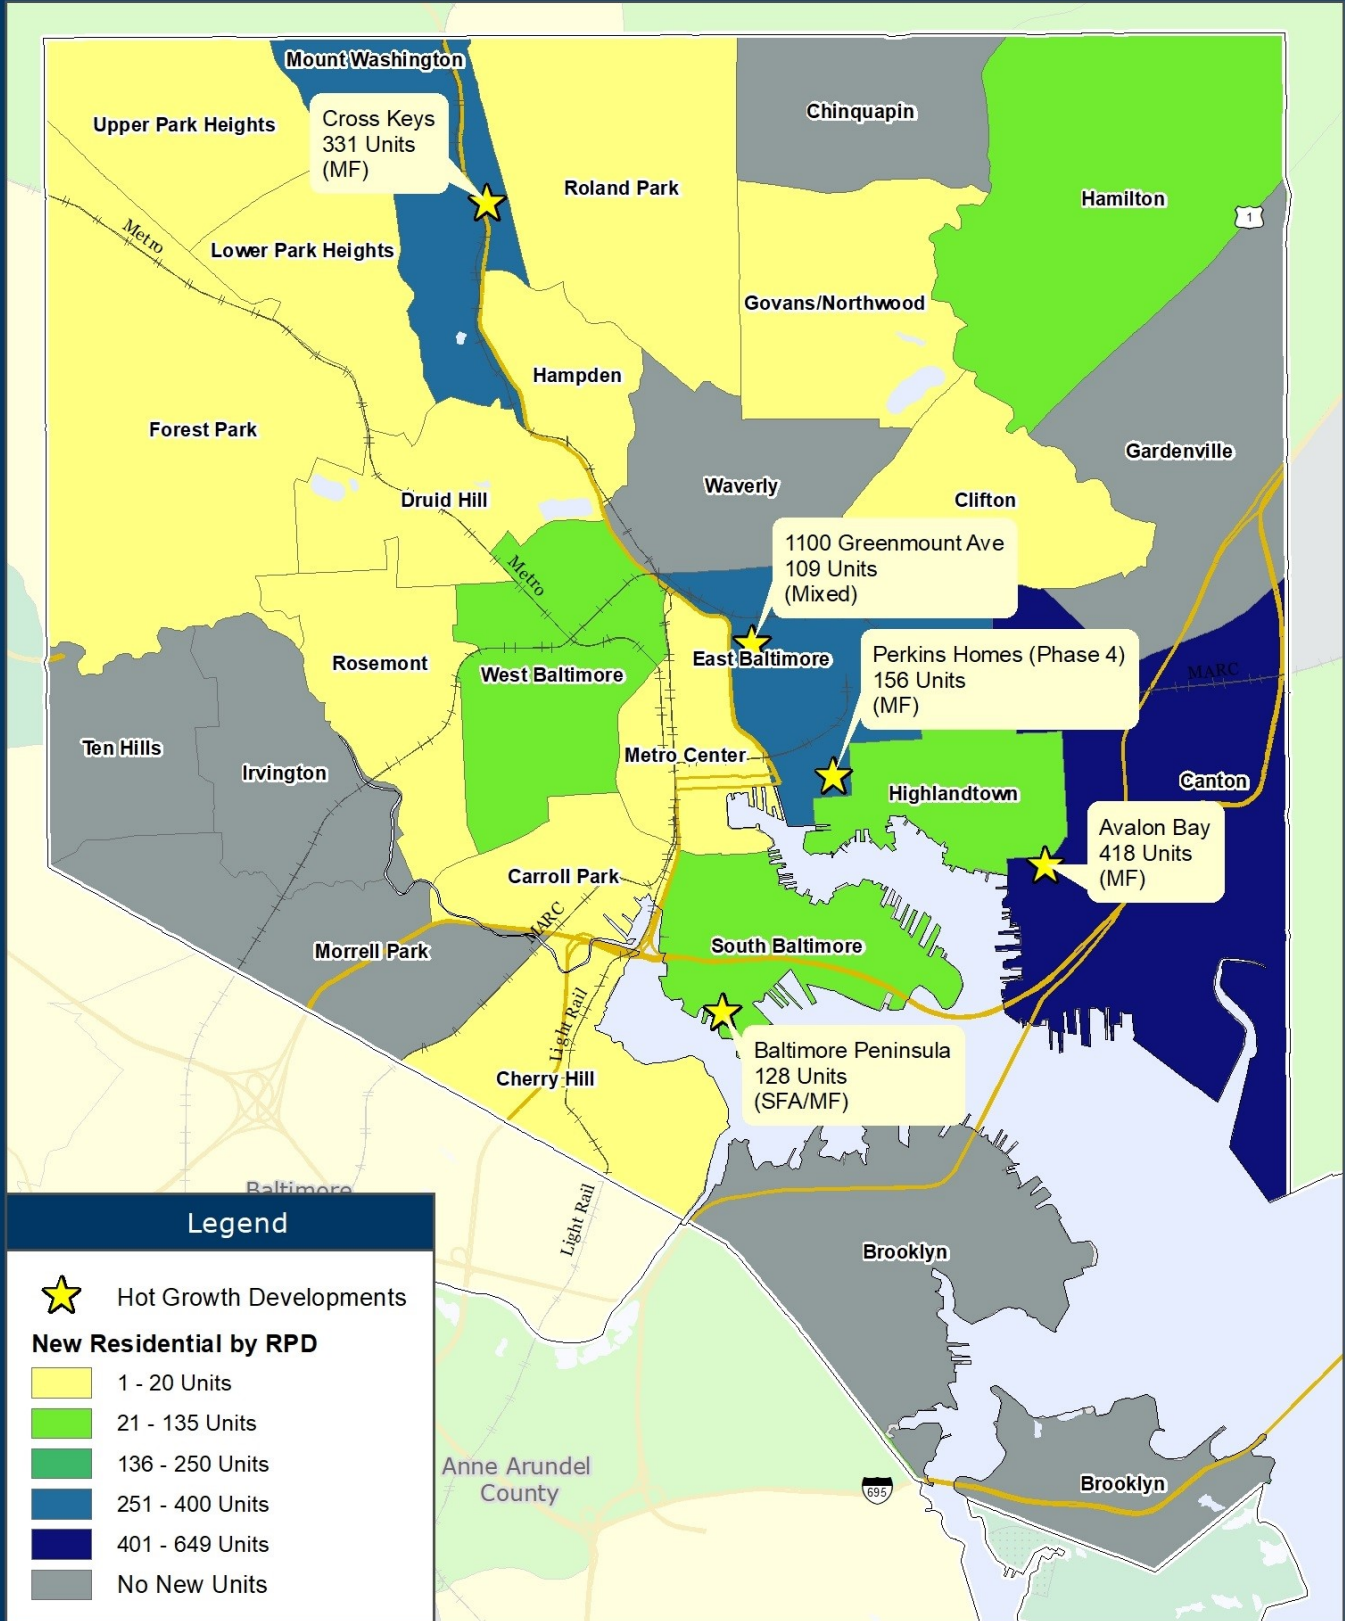 Mount Washington
Upper Park Heights
Cross Keys
331 Units
(MF)
Chinquapin
Roland Park
Hamilton
1
Metro
Lower Park Heights
Govans/Northwood
Hampden
Forest Park
Gardenville
Waverly
Druid Hill
Clifton
1100 Greenmount Ave
109 Units
(Mixed)
Metro
East Baltimore
Perkins Homes (Phase 4)
156 Units
(MF)
Rosemont
West Baltimore
MARC
Ten Hills
Irvington
Metro Center
Canton
Highlandtown
Avalon Bay
418 Units
(MF)
Carroll Park
MARC
Morrell Park
South Baltimore
Light Rail
Baltimore Peninsula
128 Units
(SFA/MF)
Cherry Hill
Baltimore
Light Rail
Brooklyn
Legend
Hot Growth Developments
New Residential by RPD
1 - 20 Units
21 - 135 Units
136 - 250 Units
251 - 400 Units
401 - 649 Units
No New Units
Anne Arundel
County
695
Brooklyn